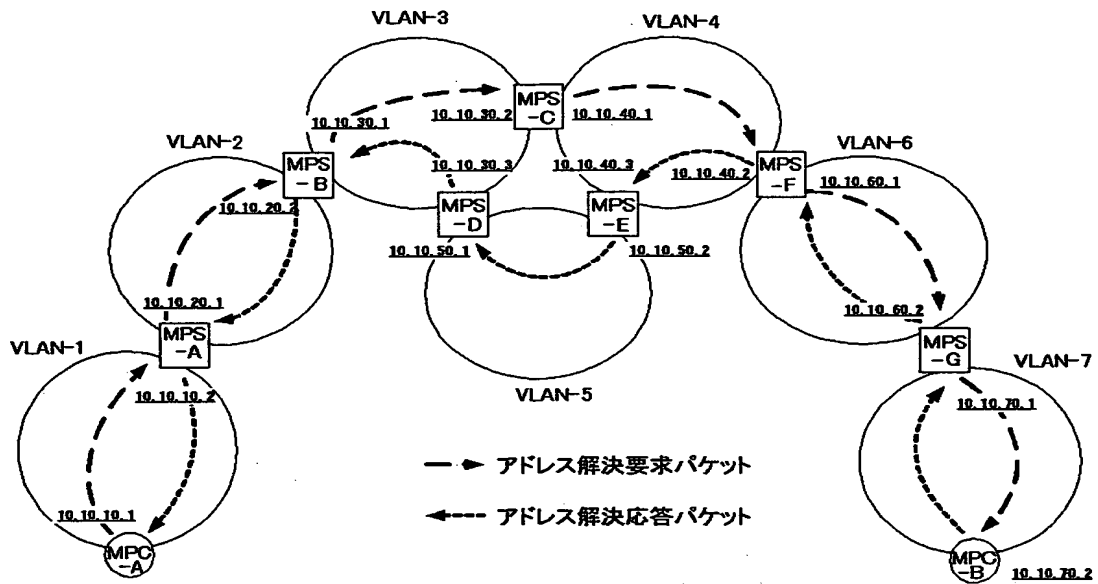 VLAN-3
VLAN-4
MPS
-C
10.10.30.1
10.10.30.2
10.10.40.1
VLAN-2
VLAN-6
MPS
-B
10.10.30.3
10.10.40.3
MPS
-F
10.10.40.2
10.10.60.1
10.10.20.2
MPS
-D
MPS
-E
10.10.50.1
10.10.50.2
10.10.20.1
10.10.60.2
VLAN-1
MPS
-A
VLAN-5
MPS
-G
VLAN-7
10.10.10.2
10.10.70.1
アドレス解決要求パケット
アドレス解決応答パケット
10.10.10.1
MPC
-A
MPC
-B
10.10.70.2